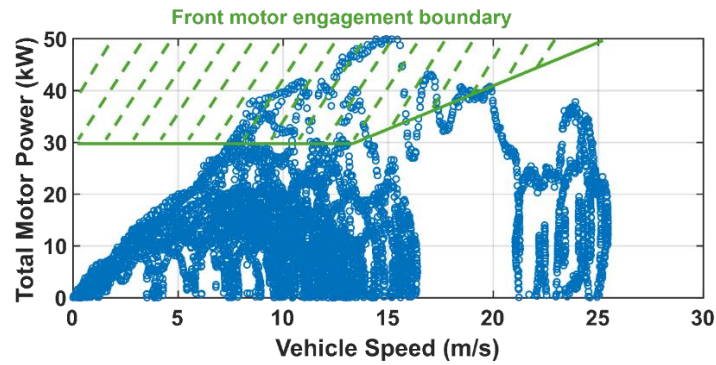 Front motor engagement boundary
Total Motor Power (kW)
50
40
30
20
10
0
0 5 10 15 20 25 30
Vehicle Speed (m/s)